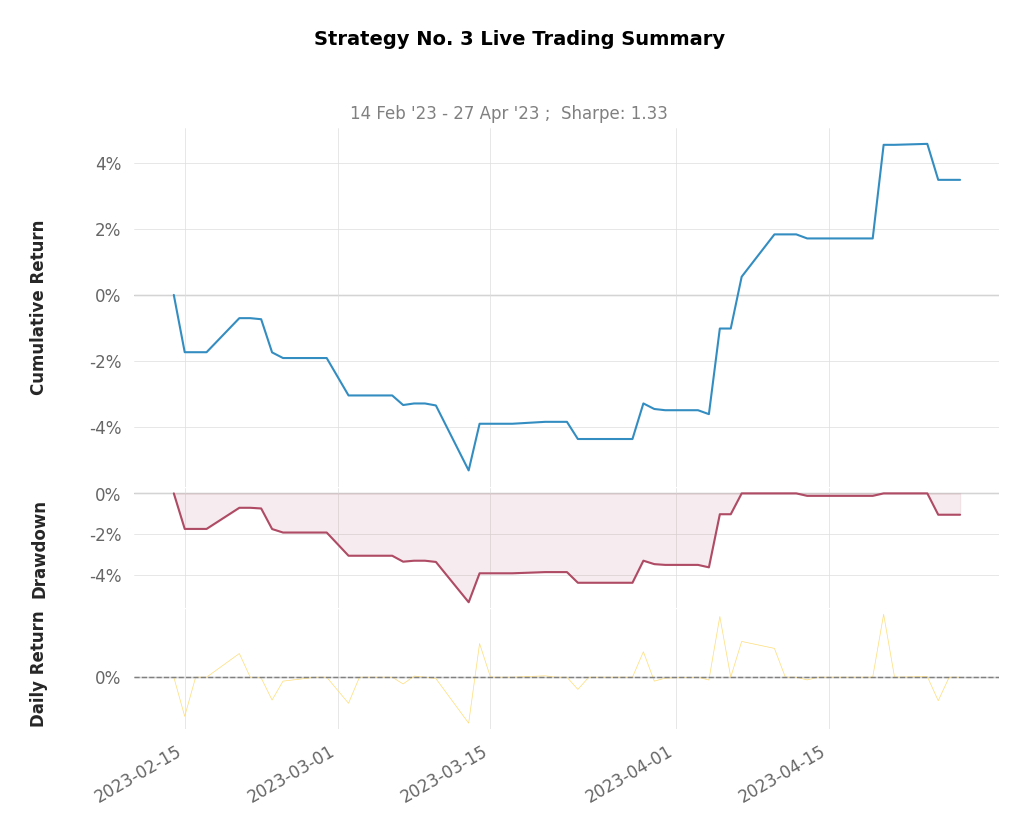 Strategy No. 3 Live Trading Summary
14 Feb '23 - 27 Apr '23 ;  Sharpe: 1.33
Cumulative Return
4%
2%
0%
-2%
-4%
Drawdown
0%
-2%
-4%
Daily Return
0%
2023-02-15
2023-03-01
2023-03-15
2023-04-01
2023-04-15